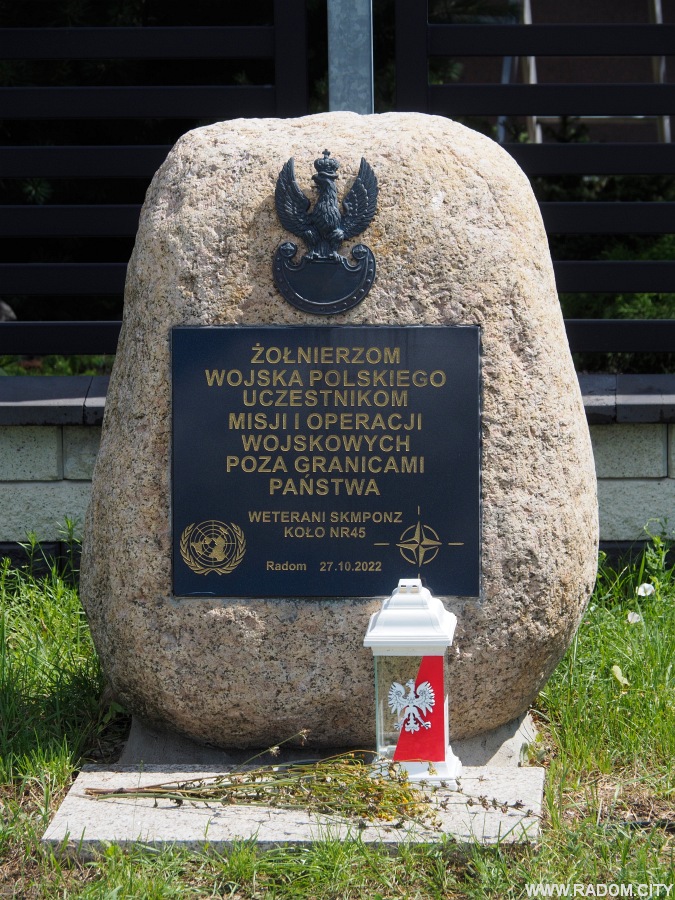 ŻOŁNIERZOM
WOJSKA POLSKIEGO
UCZESTNIKOM
MISJI I OPERACJI
WOJSKOWYCH
POZA GRANICAMI
PAŃSTWA
WETERANI SKMPONZ
KOŁO NR45
Radom 27.10.2022
WWW.RADOM.CITY